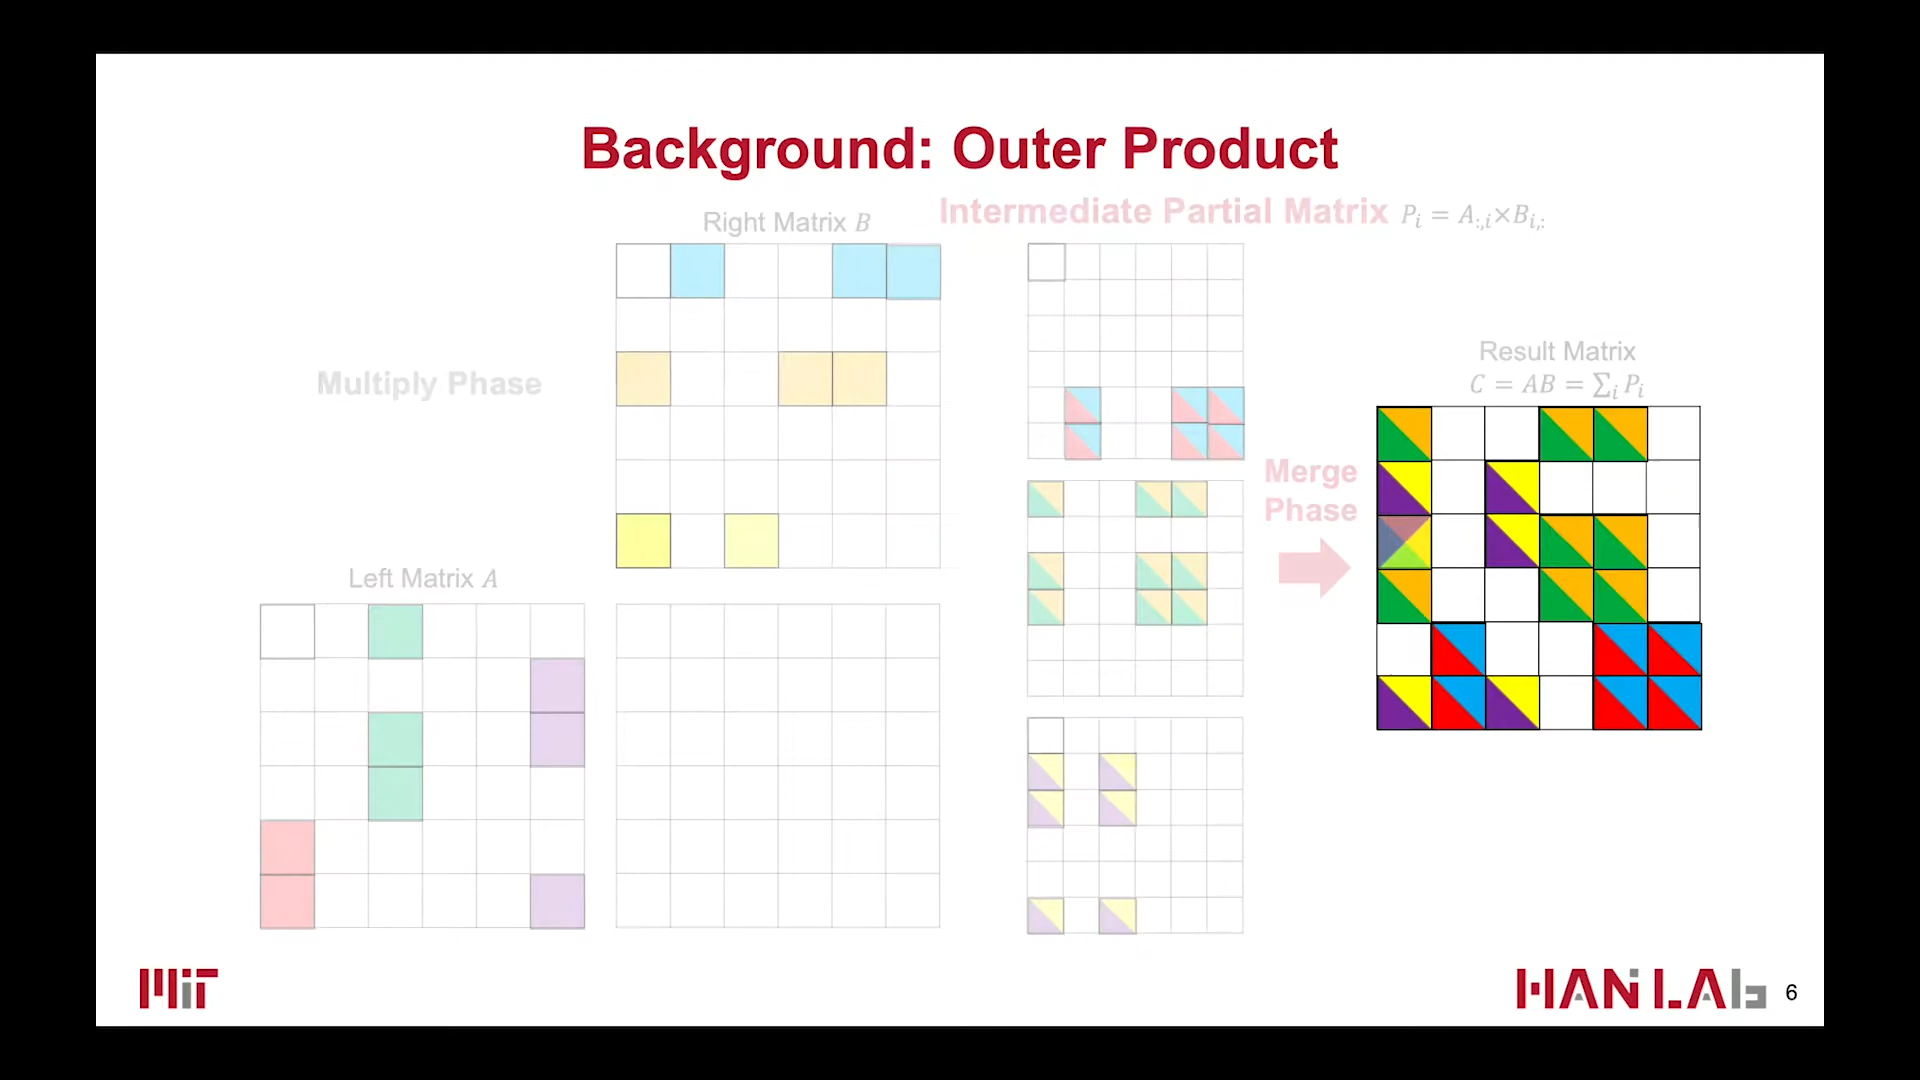 Background: Outer Product
Right Matrix B
Intermediate Partial Matrix Pᵢ = A:,ᵢ×Bᵢ,:
Multiply Phase
Result Matrix
C = AB = ∑ᵢ Pᵢ
Merge
Phase
Left Matrix A
MIT
HAN LAb
6